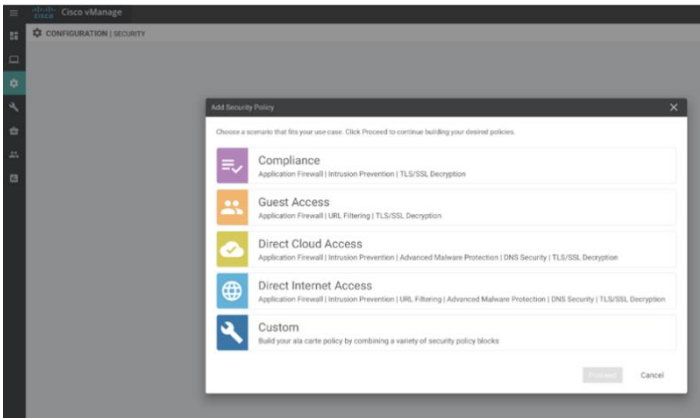 CISCO
Cisco vManage
CONFIGURATION | SECURITY
Add Security Policy
Choose a scenario that fits your use-case. Click Proceed to continue building your desired policies.
Compliance
Application Firewall | Intrusion Prevention | TLS/SSL Decryption
Guest Access
Application Firewall | URL Filtering | TLS/SSL Decryption
Direct Cloud Access
Application Firewall | Intrusion Prevention | Advanced Malware Protection | DNS Security | TLS/SSL Decryption
Direct Internet Access
Application Firewall | Intrusion Prevention | URL Filtering | Advanced Malware Protection | DNS Security | TLS/SSL Decryption
Custom
Build your ala carte policy by combining a variety of security policy blocks
Proceed Cancel